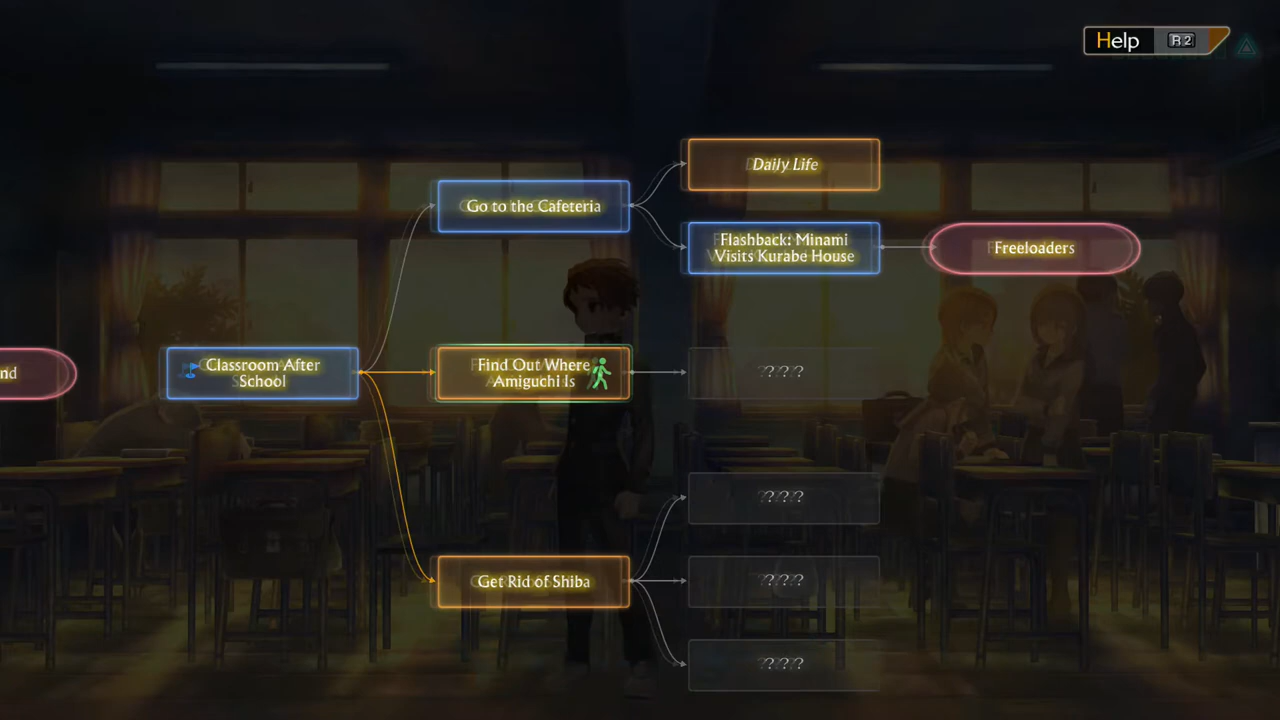 Help R2
Daily Life
Go to the Cafeteria
Flashback: Minami
Visits Kurabe House
Freeloaders
nd
Classroom After
School
Find Out Where
Amiguchi Is
?????
?????
Get Rid of Shiba
?????
?????